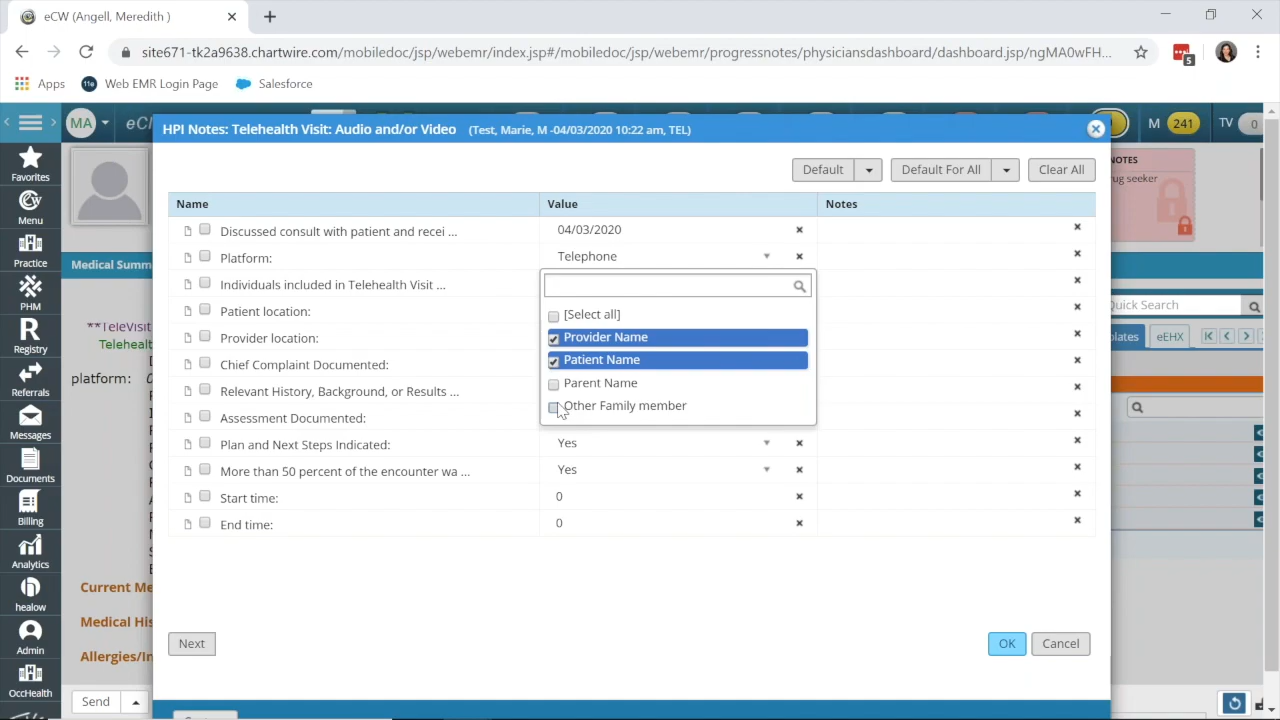 eCW (Angell, Meredith )
site671-tk2a9638.chartwire.com/mobiledoc/jsp/webemr/index.jsp#/mobiledoc/jsp/webemr/progressnotes/physiciansdashboard/dashboard.jsp/ngMA0wFH...
5
Apps
11e
Web EMR Login Page
Salesforce
MA
HPI Notes: Telehealth Visit: Audio and/or Video (Test, Marie, M -04/03/2020 10:22 am, TEL)
M 241 TV 0
Favorites
Menu
Practice
PHM
Registry
Referrals
Messages
Documents
Billing
Analytics
healow
Admin
OccHealth
NOTES
ug seeker
Default
Default For All
Clear All
Name Value Notes
Discussed consult with patient and recei ... 04/03/2020
Platform: Telephone
Individuals included in Telehealth Visit ...
Patient location:
Provider location:
Chief Complaint Documented:
Relevant History, Background, or Results ...
Assessment Documented:
Plan and Next Steps Indicated: Yes
More than 50 percent of the encounter wa ... Yes
Start time: 0
End time: 0
[Select all]
Provider Name
Patient Name
Parent Name
Other Family member
Medical Summ
**TeleVisit
Telehealt
platform:
Current Me
Medical His
Allergies/In
Quick Search
plates
eEHX
Next
OK
Cancel
Send